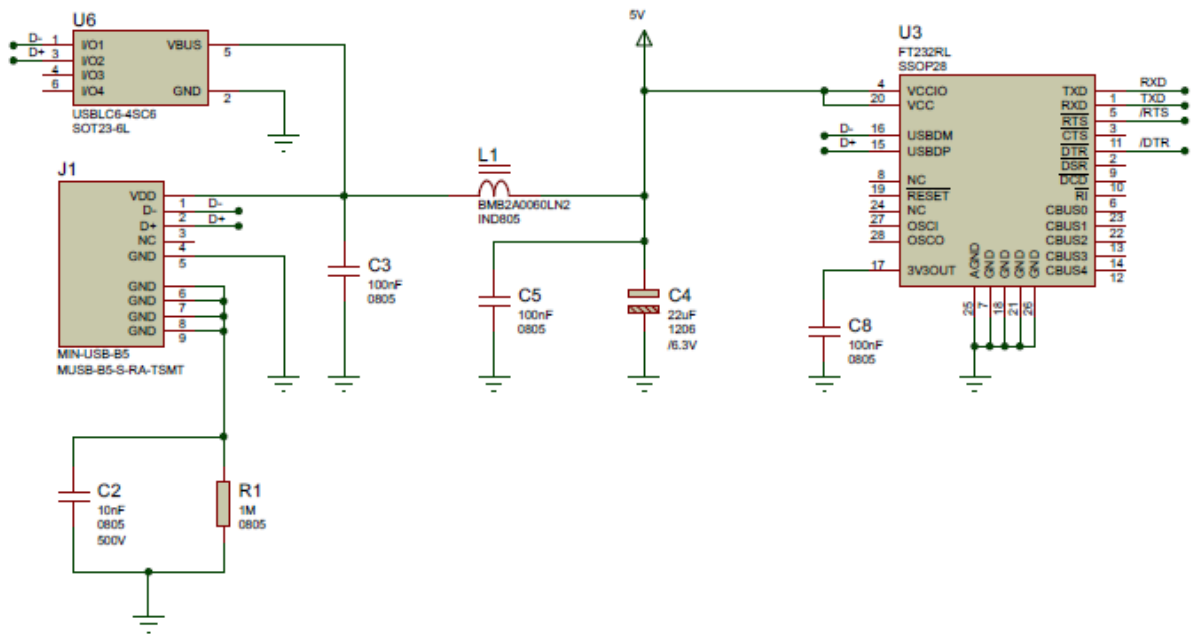 U6
D- 1 I/O1 VBUS 5
D+ 3 I/O2
4 I/O3
6 I/O4 GND 2
USBLC6-4SC6
SOT23-6L
J1
VDD 1
D- 2 D-
D+ 3 D+
NC 4
GND 5
GND 6
GND 7
GND 8
GND 9
MIN-USB-B5
MUSB-B5-S-RA-TSMT
C2
10nF
0805
500V
R1
1M
0805
C3
100nF
0805
L1
BMB2A0060LN2
IND805
5V
C5
100nF
0805
C4
22uF
1206
/6.3V
U3
FT232RL
SSOP28
4 VCCIO TXD 1 RXD
20 VCC RXD 5 TXD
RTS 3 /RTS
D- 16 USBDM CTS 11
D+ 15 USBDP DTR 2 /DTR
DSR 9
8 NC DCD 10
19 RESET RI 6
24 NC CBUS0 23
27 OSCI CBUS1 22
28 OSCO CBUS2 13
CBUS3 14
17 3V3OUT CBUS4 12
AGND GND GND GND GND
25 7 18 21 26
C8
100nF
0805